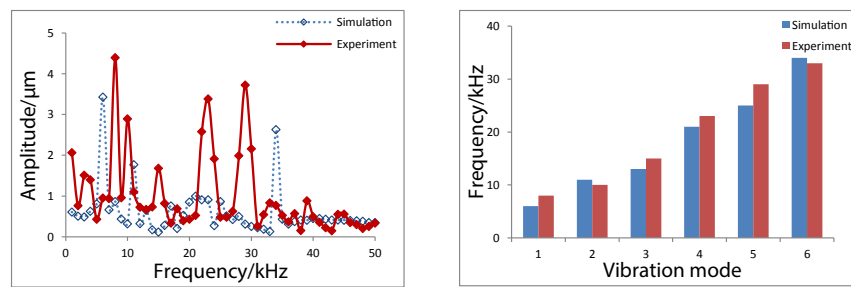 Simulation
Experiment
5
4
3
2
1
0
Amplitude/µm
0 10 20 30 40 50
Frequency/kHz
Simulation
Experiment
40
30
20
10
0
Frequency/kHz
1 2 3 4 5 6
Vibration mode